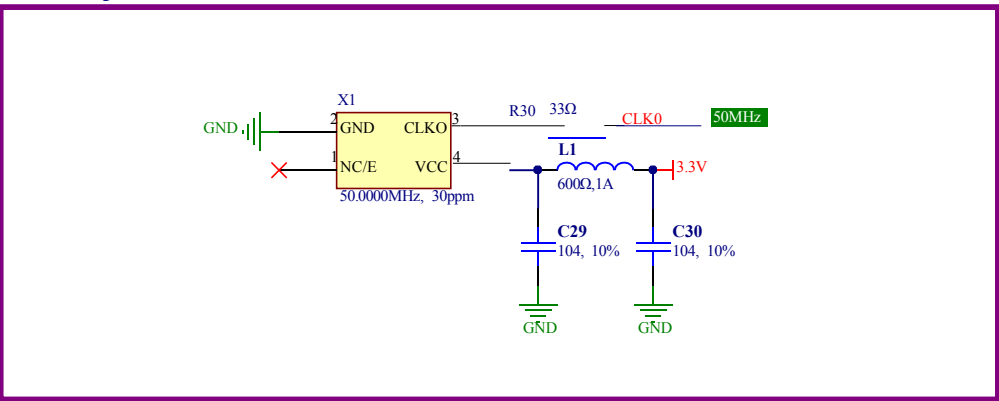 X1
R30 33Ω
CLK0
50MHz
GND
2
GND
CLKO
3
1
NC/E
VCC
4
L1
3.3V
600Ω,1A
50.0000MHz, 30ppm
C29
104, 10%
C30
104, 10%
GND
GND